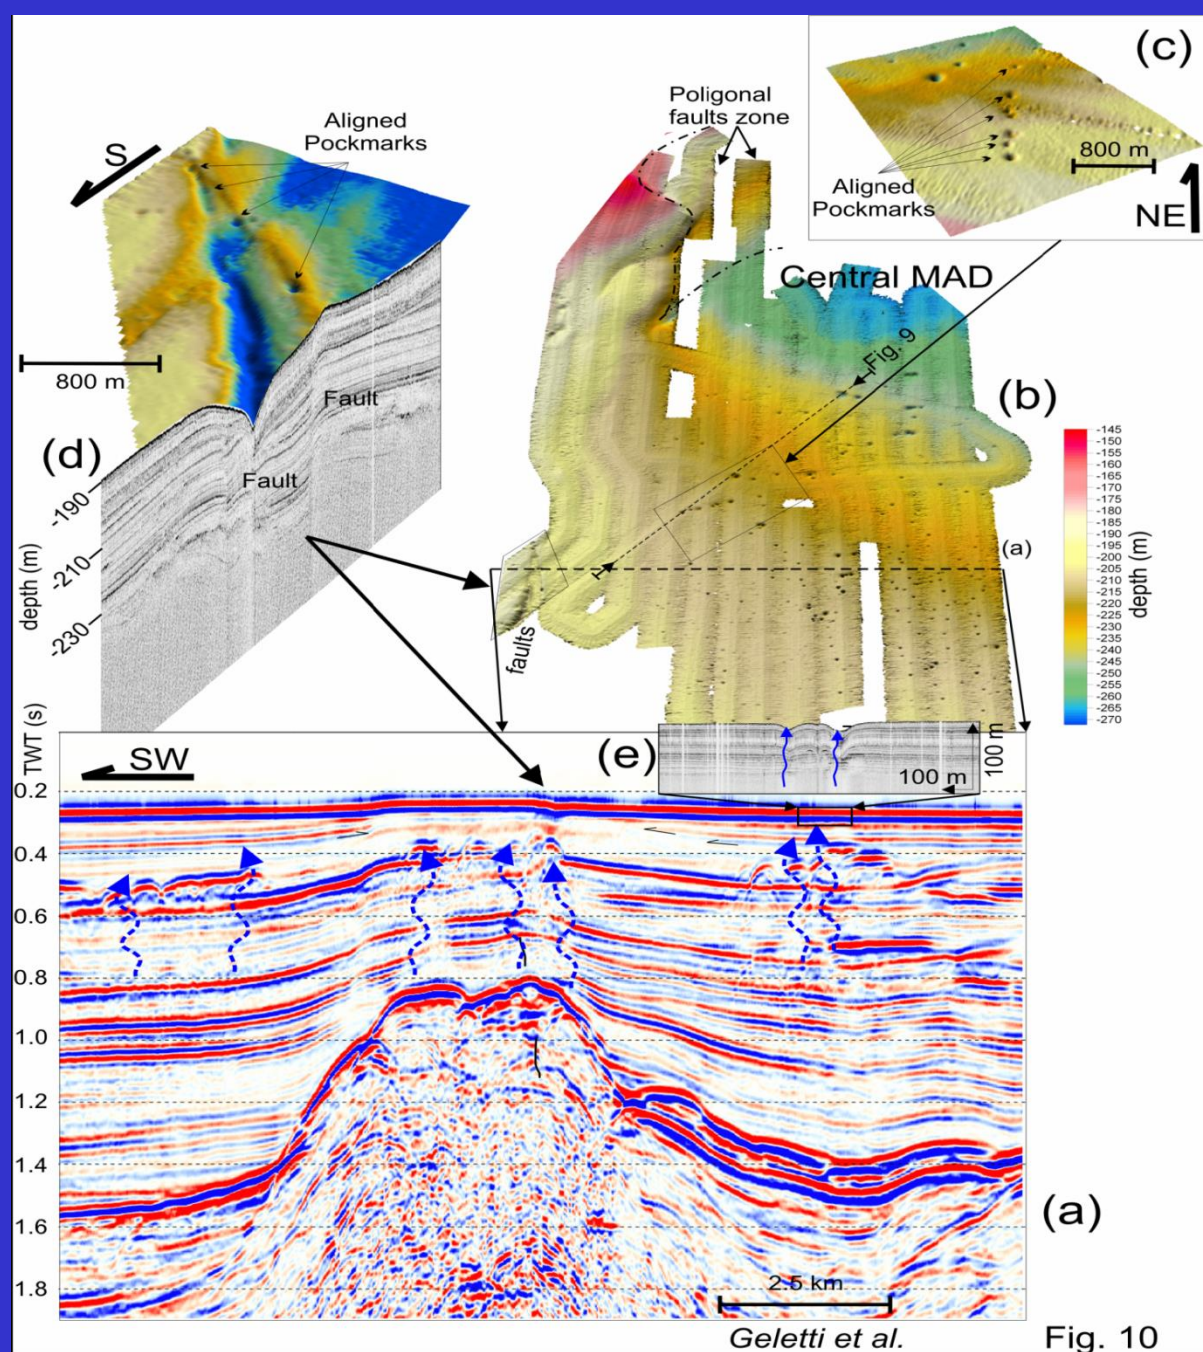 (c)
Poligonal
faults zone
Aligned
Pockmarks
S
800 m
Aligned
Pockmarks
NE
Central MAD
Fig. 9
800 m
(b)
Fault
(d)
Fault
-190
-210
-230
depth (m)
-145
-155
-160
-165
-170
-175
-180
-185
-190
-195
-200
-205
-210
-215
-220
-225
-230
-235
-240
-245
-250
-255
-260
-265
-270
depth (m)
(a)
faults
TWT (s)
SW
(e)
100 m
100 m
0.2
0.4
0.6
0.8
1.0
1.2
1.4
1.6
1.8
(a)
2.5 km
Geletti et al.
Fig. 10